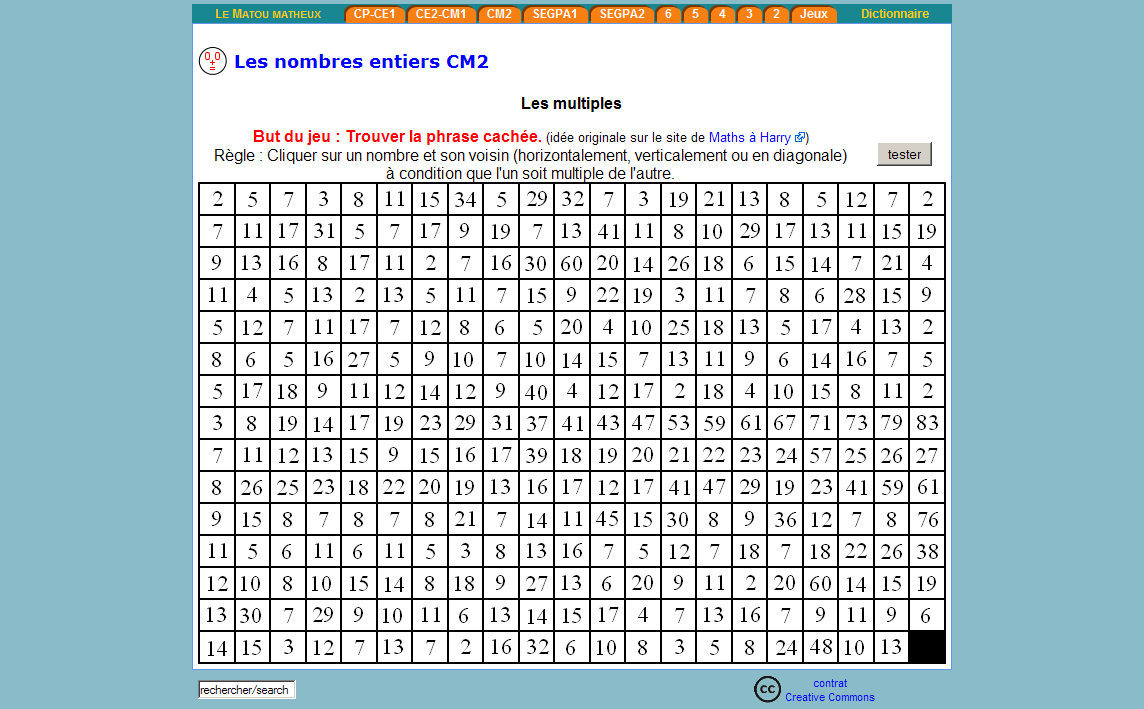 LE MATOU MATHEUX CP-CE1 CE2-CM1 CM2 SEGPA1 SEGPA2 6 5 4 3 2 Jeux Dictionnaire
Les nombres entiers CM2
Les multiples
But du jeu : Trouver la phrase cachée. (idée originale sur le site de Maths à Harry)
Règle : Cliquer sur un nombre et son voisin (horizontalement, verticalement ou en diagonale)
à condition que l'un soit multiple de l'autre.
tester
2 5 7 3 8 11 15 34 5 29 32 7 3 19 21 13 8 5 12 7 2
7 11 17 31 5 7 17 9 19 7 13 41 11 8 10 29 17 13 11 15 19
9 13 16 8 17 11 2 7 16 30 60 20 14 26 18 6 15 14 7 21 4
11 4 5 13 2 13 5 11 7 15 9 22 19 3 11 7 8 6 28 15 9
5 12 7 11 17 7 12 8 6 5 20 4 10 25 18 13 5 17 4 13 2
8 6 5 16 27 5 9 10 7 10 14 15 7 13 11 9 6 14 16 7 5
5 17 18 9 11 12 14 12 9 40 4 12 17 2 18 4 10 15 8 11 2
3 8 19 14 17 19 23 29 31 37 41 43 47 53 59 61 67 71 73 79 83
7 11 12 13 15 9 15 16 17 39 18 19 20 21 22 23 24 57 25 26 27
8 26 25 23 18 22 20 19 13 16 17 12 17 41 47 29 19 23 41 59 61
9 15 8 7 8 7 8 21 7 14 11 45 15 30 8 9 36 12 7 8 76
11 5 6 11 6 11 5 3 8 13 16 7 5 12 7 18 7 18 22 26 38
12 10 8 10 15 14 8 18 9 27 13 6 20 9 11 2 20 60 14 15 19
13 30 7 29 9 10 11 6 13 14 15 17 4 7 13 16 7 9 11 9 6
14 15 3 12 7 13 7 2 16 32 6 10 8 3 5 8 24 48 10 13
rechercher/search
cc contrat
Creative Commons